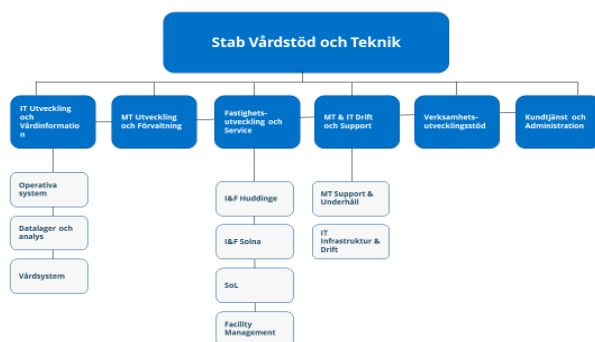 Stab Vårdstöd och Teknik
IT Utveckling
och
Vårdinformatio
n
MT Utveckling
och Förvaltning
Fastighets-
utveckling och
Service
MT & IT Drift
och Support
Verksamhets-
utvecklingsstöd
Kundtjänst och
Administration
Operativa
system
Datalager och
analys
Vårdsystem
I&F Huddinge
I&F Solna
SoL
Facility
Management
MT Support &
Underhåll
IT
Infrastruktur &
Drift